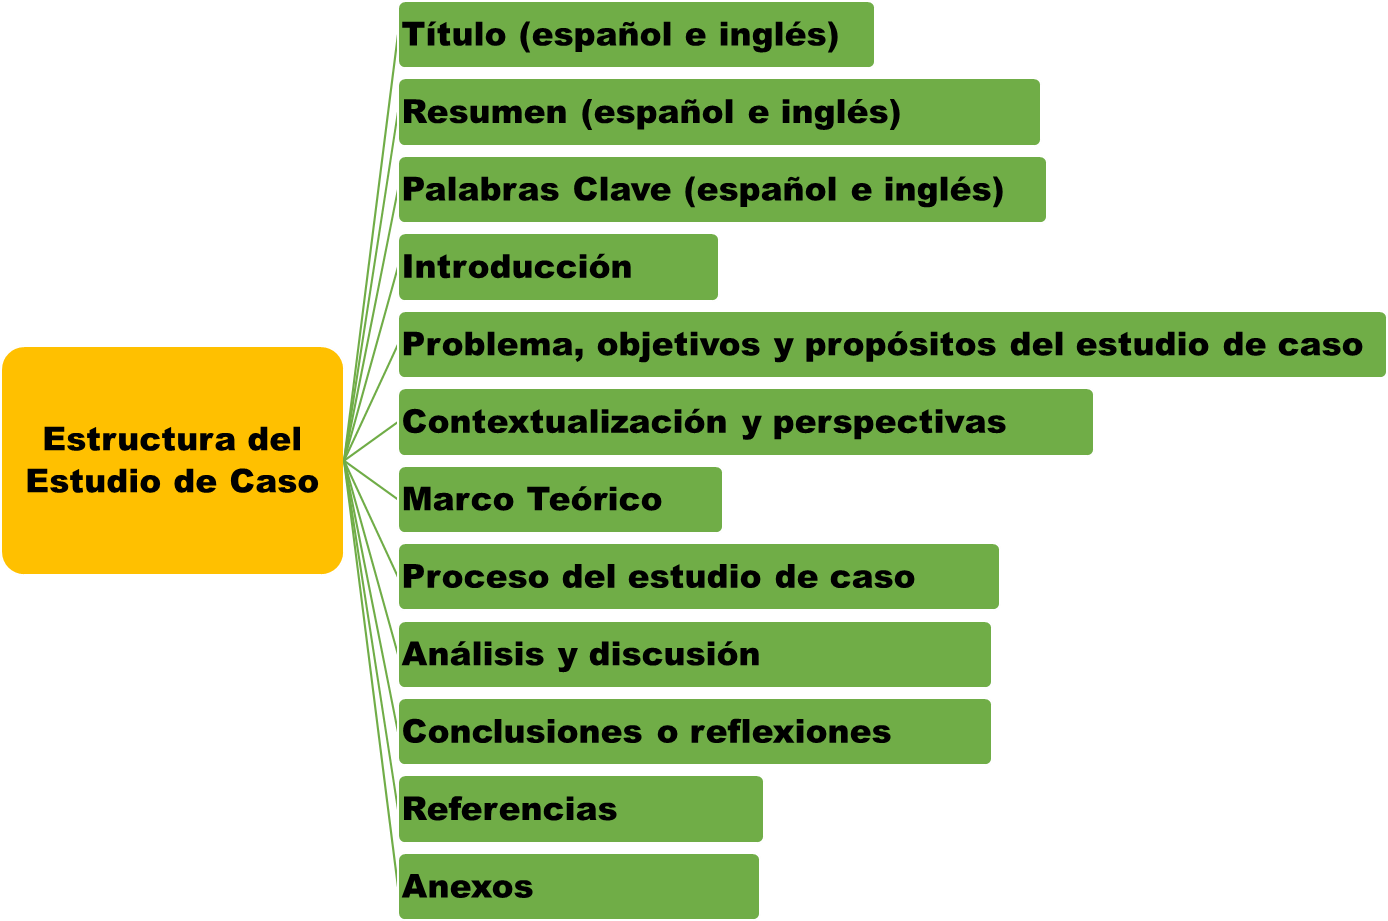 Estructura del
Estudio de Caso
Título (español e inglés)
Resumen (español e inglés)
Palabras Clave (español e inglés)
Introducción
Problema, objetivos y propósitos del estudio de caso
Contextualización y perspectivas
Marco Teórico
Proceso del estudio de caso
Análisis y discusión
Conclusiones o reflexiones
Referencias
Anexos